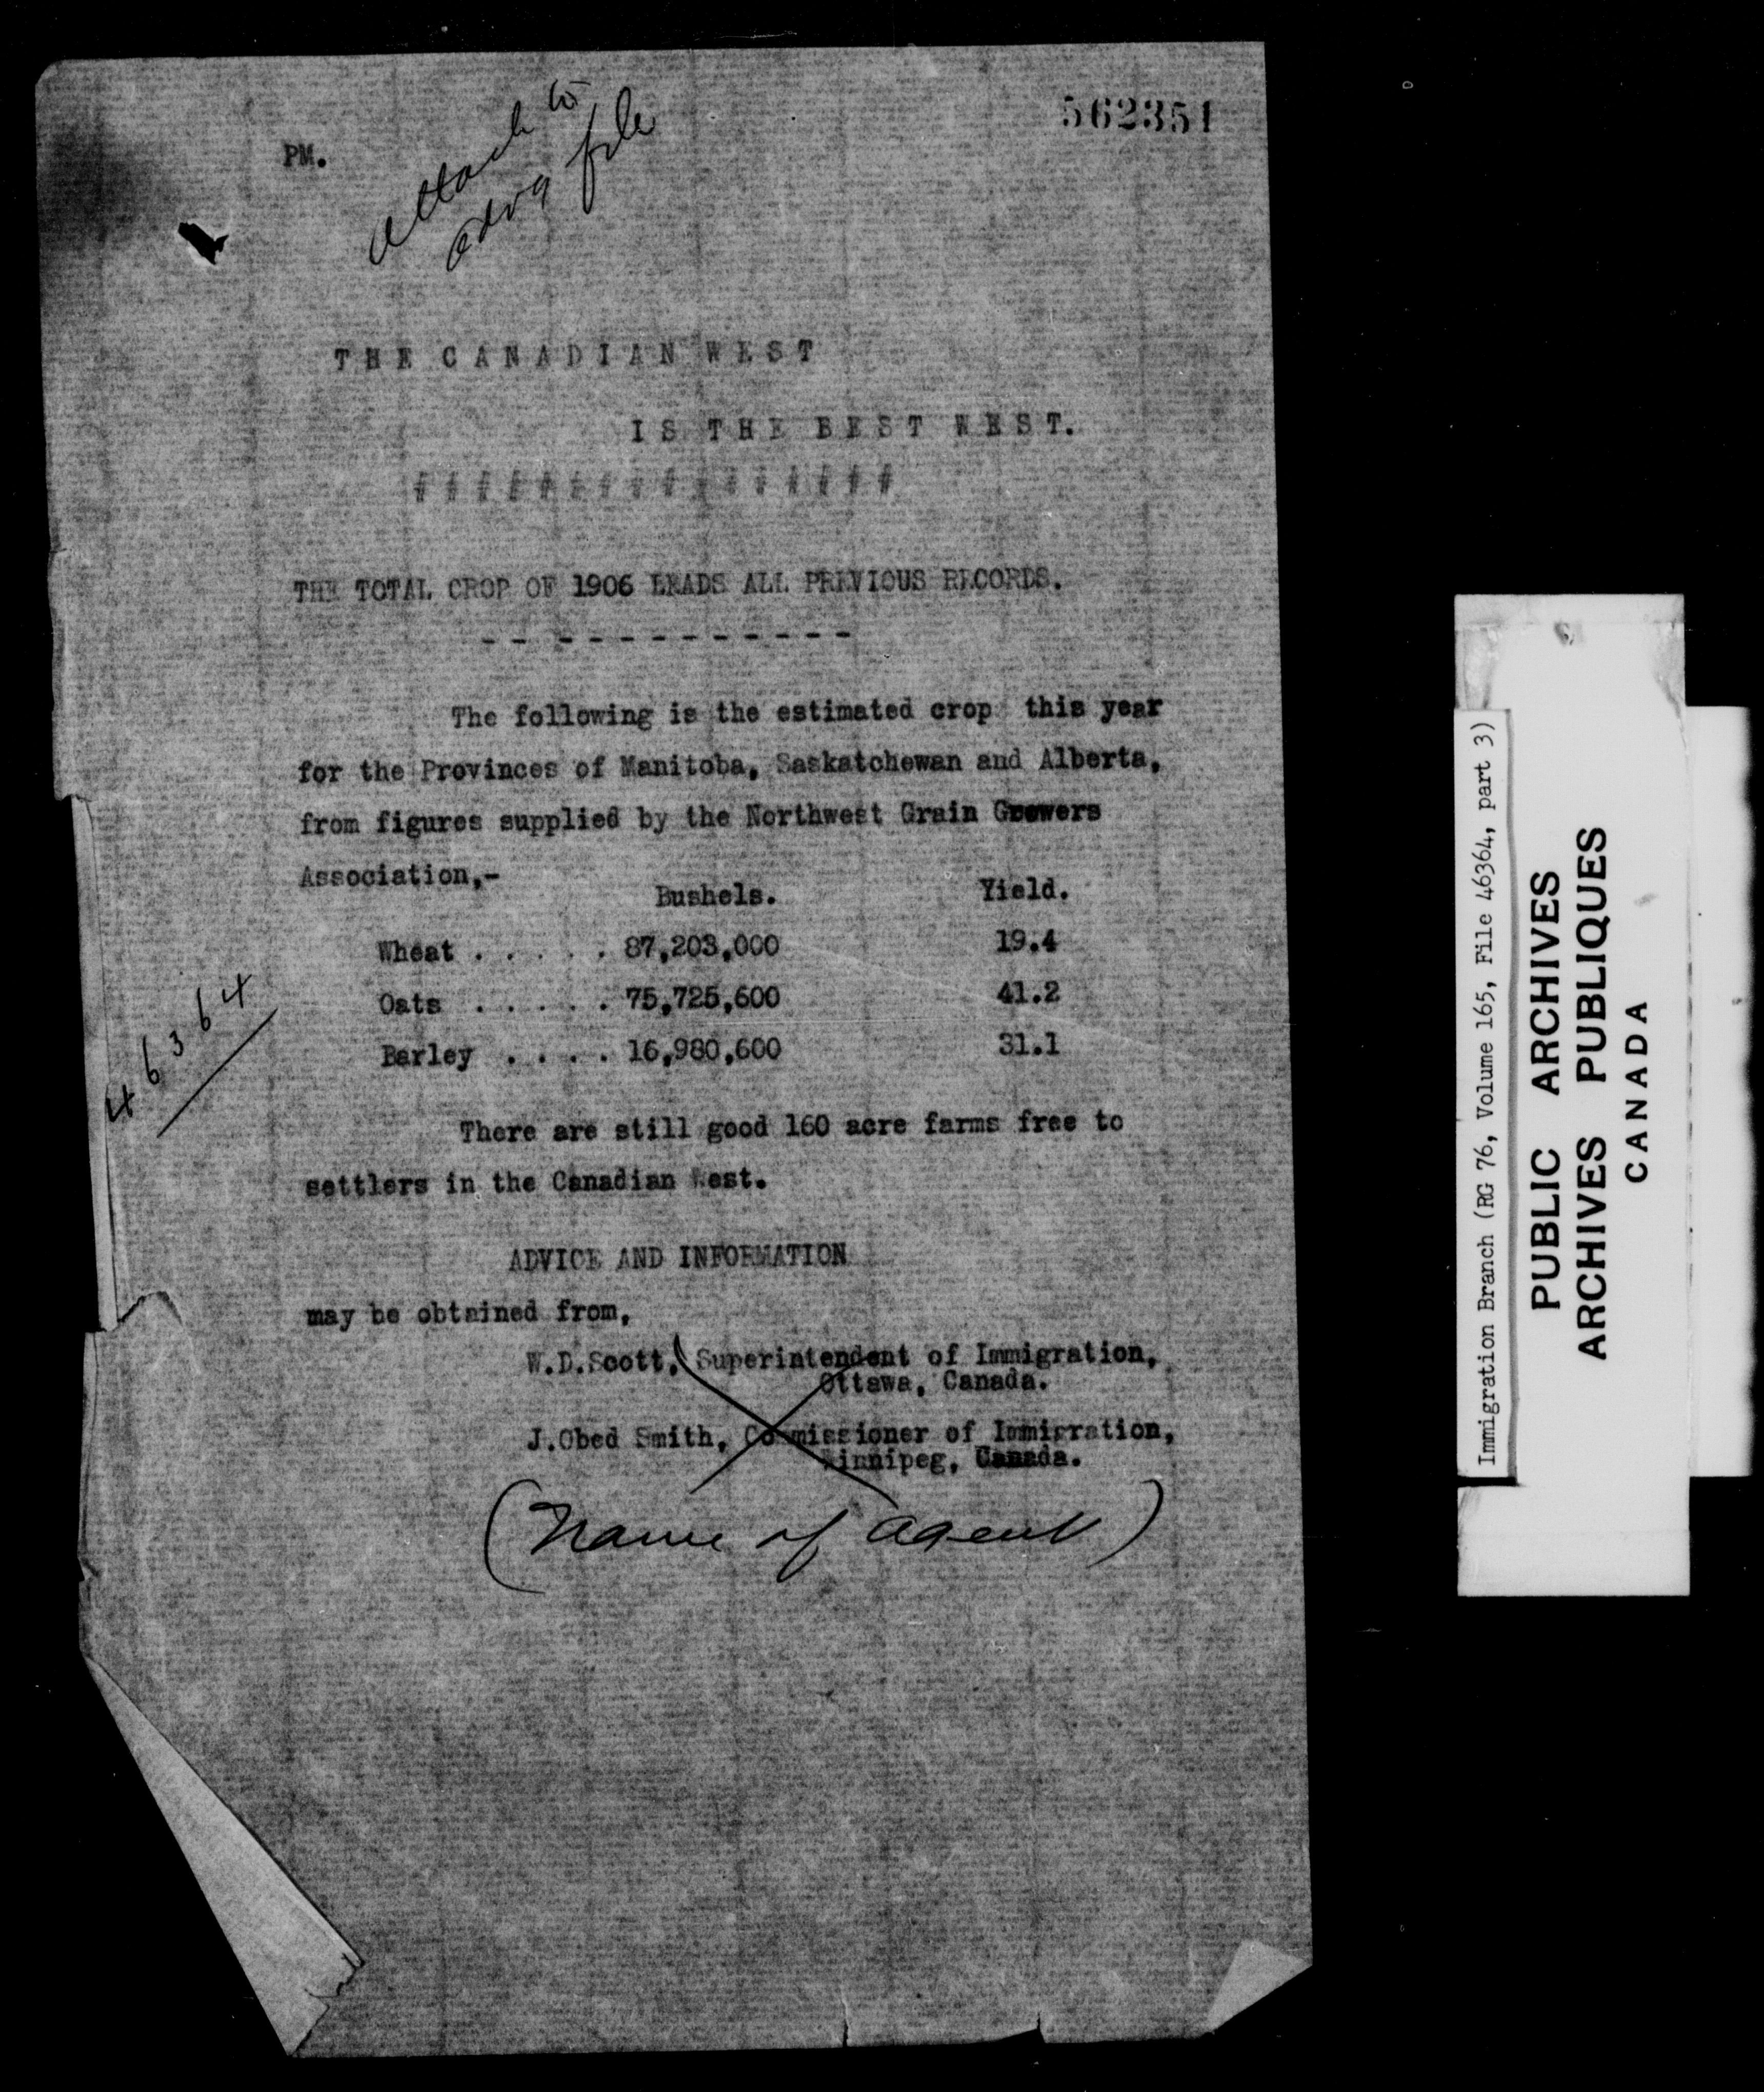 562351
PM.
attach to
advg file
THE CANADIAN WEST
IS THE BEST WEST.
# # # # # # # # # # # # # # # #
THE TOTAL CROP OF 1906 LEADS ALL PREVIOUS RECORDS.
- - - - - - - - - - - -
The following is the estimated crop this year
for the Provinces of Manitoba, Saskatchewan and Alberta,
from figures supplied by the Northwest Grain Growers
Association,-
Bushels. Yield.
Wheat . . . . . 87,203,000 19.4
Oats . . . . . 75,725,600 41.2
Barley . . . . 16,980,600 31.1
46364
There are still good 160 acre farms free to
settlers in the Canadian West.
ADVICE AND INFORMATION
may be obtained from,
W.D.Scott, Superintendent of Immigration,
Ottawa, Canada.
J.Obed Smith, Commissioner of Immigration,
Winnipeg, Canada.
(Name of agent)
Immigration Branch (RG 76, Volume 165, File 46364, part 3)
PUBLIC ARCHIVES
ARCHIVES PUBLIQUES
CANADA